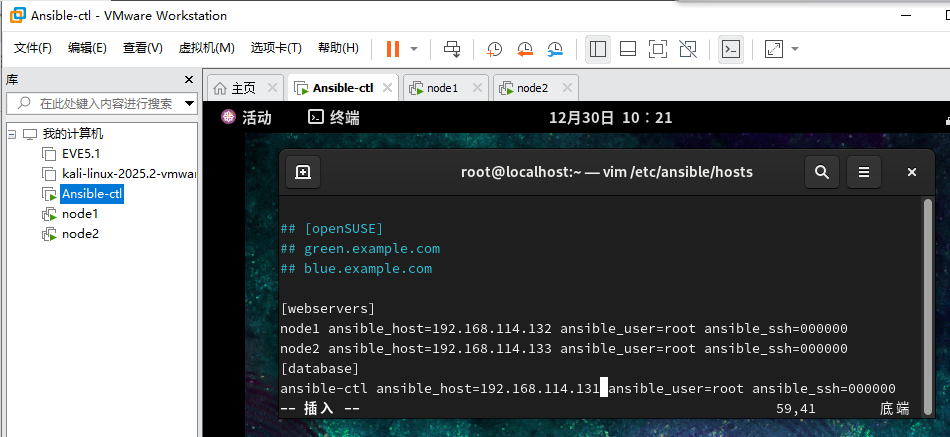 Ansible-ctl - VMware Workstation
文件(F) 编辑(E) 查看(V) 虚拟机(M) 选项卡(T) 帮助(H)
库
在此处键入内容进行搜索
我的计算机
EVE5.1
kali-linux-2025.2-vmwar
Ansible-ctl
node1
node2
主页 Ansible-ctl node1 node2
活动 终端 12月30日 10：21
root@localhost:~ — vim /etc/ansible/hosts
## [openSUSE]
## green.example.com
## blue.example.com
[webservers]
node1 ansible_host=192.168.114.132 ansible_user=root ansible_ssh=000000
node2 ansible_host=192.168.114.133 ansible_user=root ansible_ssh=000000
[database]
ansible-ctl ansible_host=192.168.114.131 ansible_user=root ansible_ssh=000000
-- 插入 -- 59,41 底端